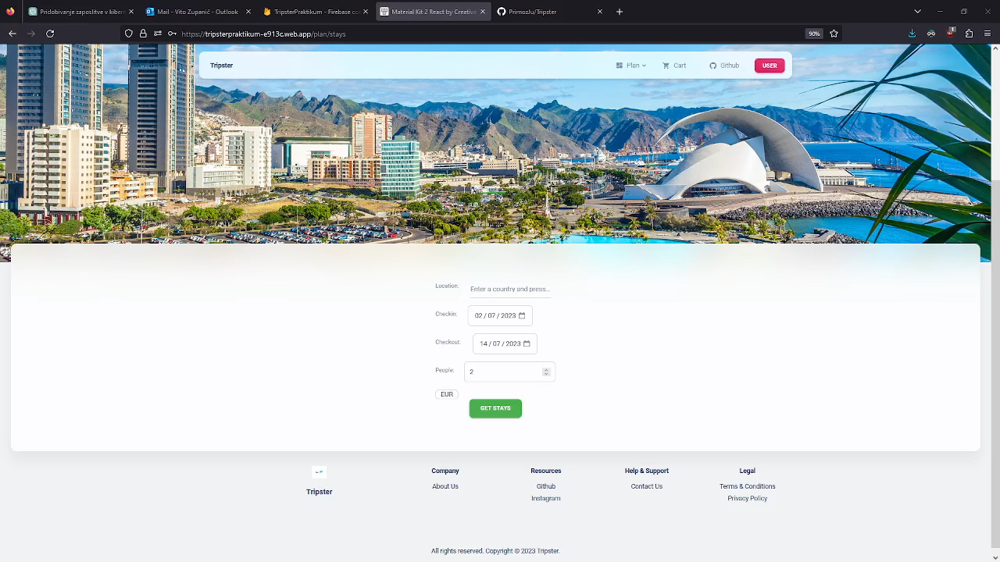 Pridobivanje zaposlitve v kibern
Mail - Vito Zupanič - Outlook
TripsterPraktikum - Firebase co
Material Kit 2 React by Creative
Primozlu/Tripster
https://tripsterpraktikum-e913c.web.app/plan/stays
90%
1
Tripster
Plan
Cart
Github
USER
Location:
Enter a country and press...
Checkin:
02 / 07 / 2023
Checkout:
14 / 07 / 2023
People:
2
EUR
GET STAYS
Tripster
Company
About Us
Resources
Github
Instagram
Help & Support
Contact Us
Legal
Terms & Conditions
Privacy Policy
All rights reserved. Copyright © 2023 Tripster.